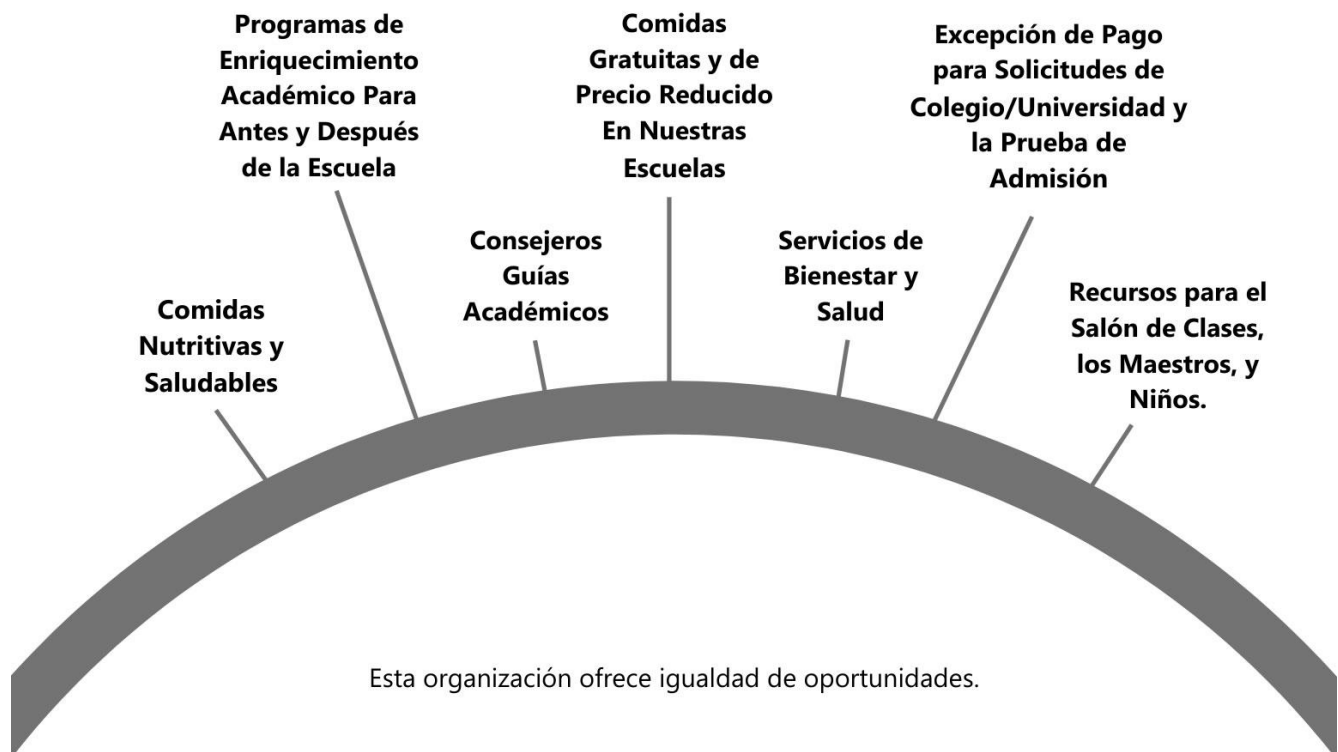 Programas de
Enriquecimiento
Académico Para
Antes y Después
de la Escuela
Comidas
Gratuitas y de
Precio Reducido
En Nuestras
Escuelas
Excepción de Pago
para Solicitudes de
Colegio/Universidad y
la Prueba de
Admisión
Comidas
Nutritivas y
Saludables
Consejeros
Guías
Académicos
Servicios de
Bienestar y
Salud
Recursos para el
Salón de Clases,
los Maestros, y
Niños.
Esta organización ofrece igualdad de oportunidades.